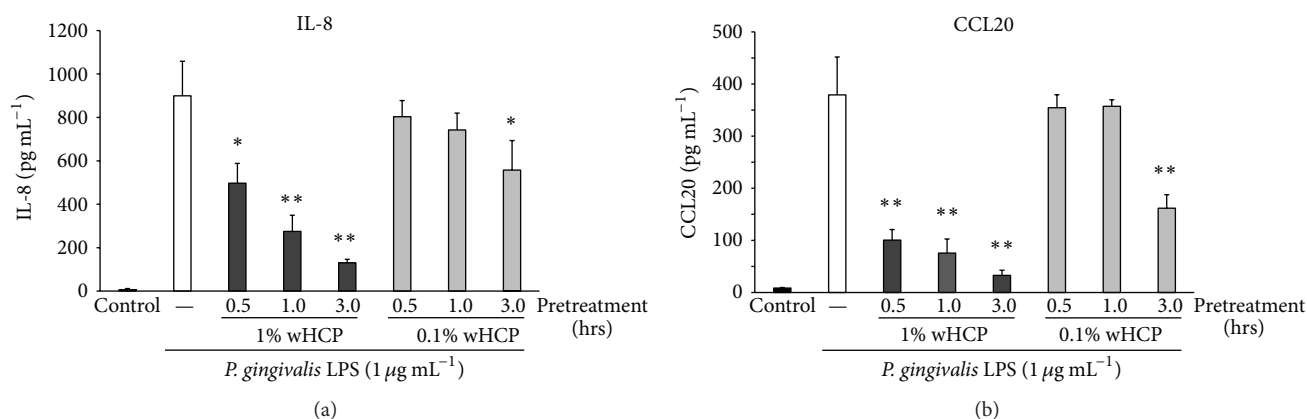 IL-8
1200
1000
800
600
400
200
0
IL-8 (pg mL−1)
*
**
**
*
Control — 0.5 1.0 3.0 0.5 1.0 3.0 Pretreatment
(hrs)
1% wHCP 0.1% wHCP
P. gingivalis LPS (1 μg mL−1)
(a)
CCL20
500
400
300
200
100
0
CCL20 (pg mL−1)
**
**
**
**
Control — 0.5 1.0 3.0 0.5 1.0 3.0 Pretreatment
(hrs)
1% wHCP 0.1% wHCP
P. gingivalis LPS (1 μg mL−1)
(b)